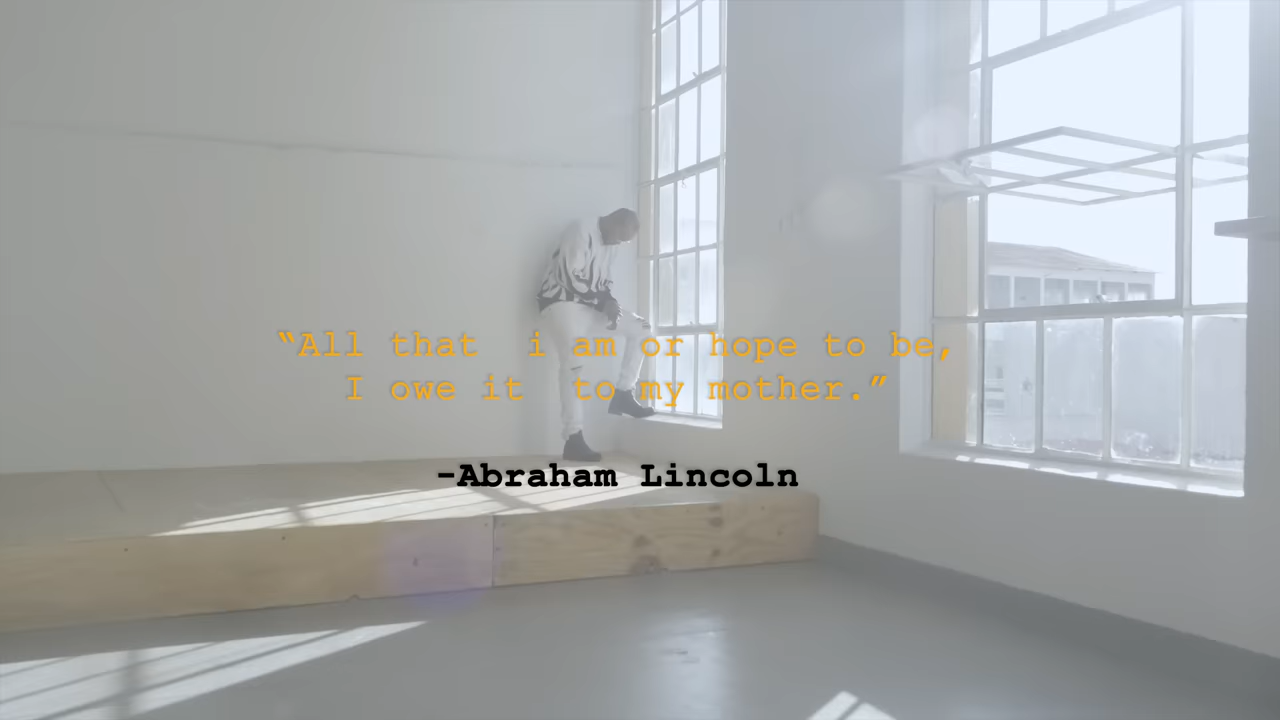 “All that  i am or hope to be,
I owe it  to my mother.”
-Abraham Lincoln